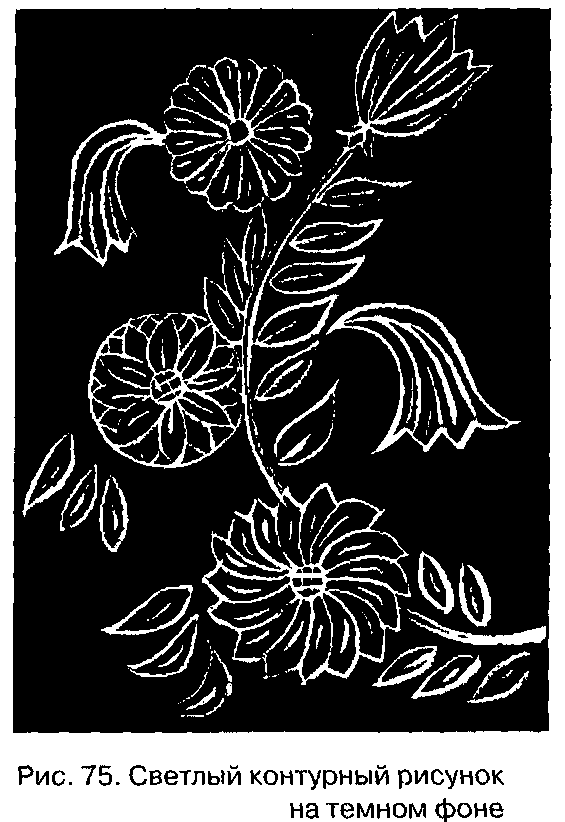 Рис. 75. Светлый контурный рисунок
на темном фоне